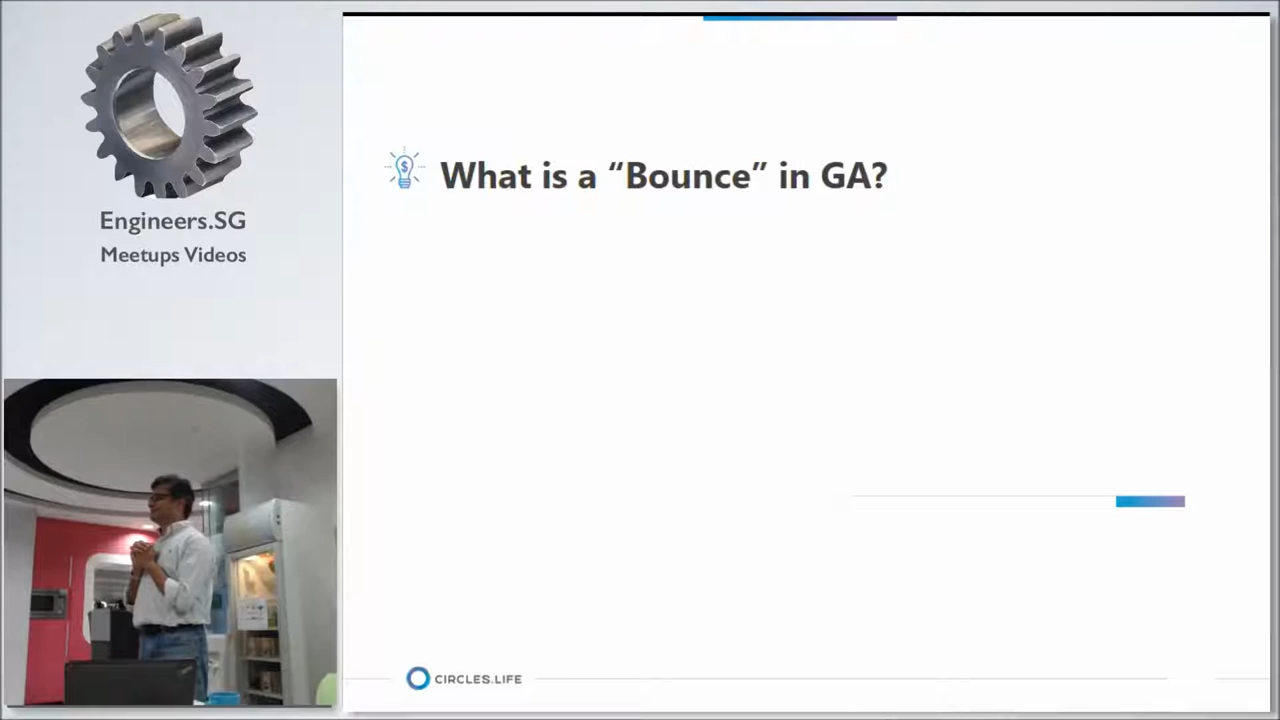 Engineers.SG
Meetups Videos
What is a “Bounce” in GA?
CIRCLES.LIFE